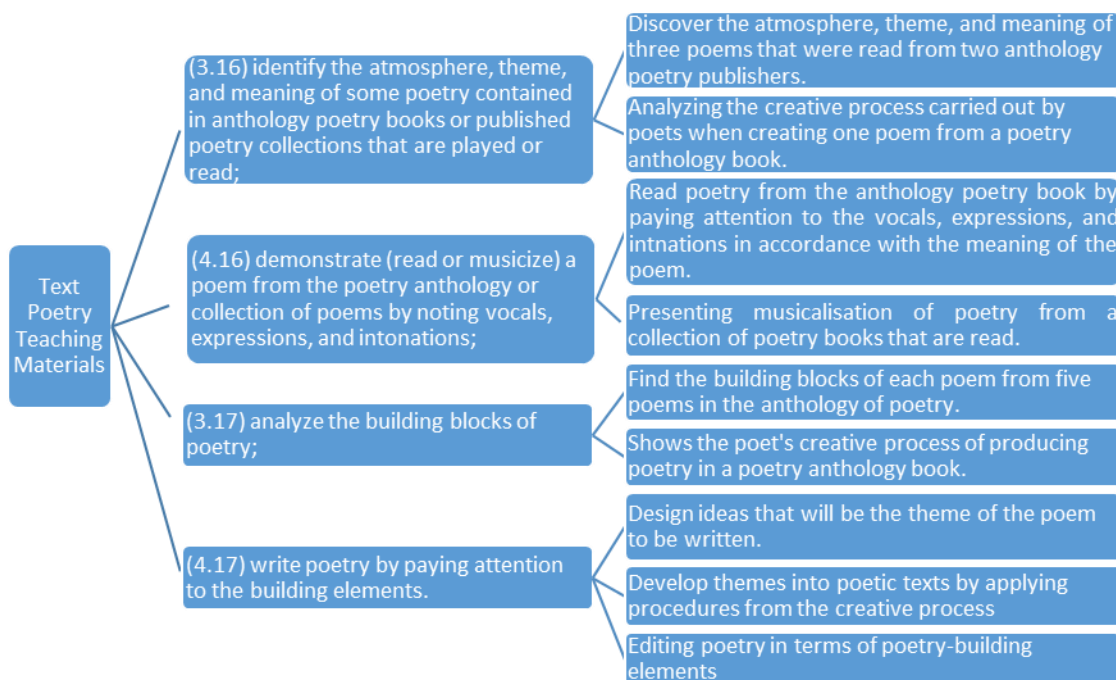 Text
Poetry
Teaching
Materials
(3.16) identify the atmosphere, theme,
and meaning of some poetry contained
in anthology poetry books or published
poetry collections that are played or
read;
Discover the atmosphere, theme, and meaning of
three poems that were read from two anthology
poetry publishers.
Analyzing the creative process carried out by
poets when creating one poem from a poetry
anthology book.
(4.16) demonstrate (read or musicize) a
poem from the poetry anthology or
collection of poems by noting vocals,
expressions, and intonations;
Read poetry from the anthology poetry book by
paying attention to the vocals, expressions, and
intnations in accordance with the meaning of the
poem.
Presenting musicalisation of poetry from a
collection of poetry books that are read.
(3.17) analyze the building blocks of
poetry;
Find the building blocks of each poem from five
poems in the anthology of poetry.
Shows the poet's creative process of producing
poetry in a poetry anthology book.
(4.17) write poetry by paying attention
to the building elements.
Design ideas that will be the theme of the poem
to be written.
Develop themes into poetic texts by applying
procedures from the creative process
Editing poetry in terms of poetry-building
elements